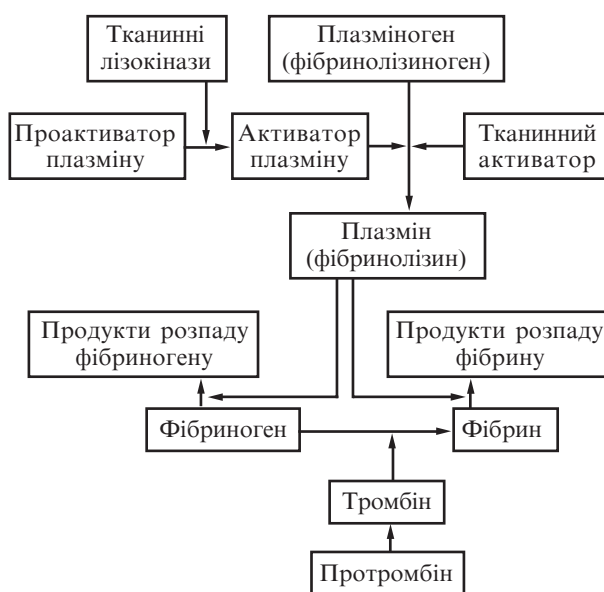 Тканинні
лізокінази
Плазміноген
(фібринолізиноген)
Проактиватор
плазміну
Активатор
плазміну
Тканинний
активатор
Плазмін
(фібринолізин)
Продукти розпаду
фібриногену
Продукти розпаду
фібрину
Фібриноген
Фібрин
Тромбін
Протромбін